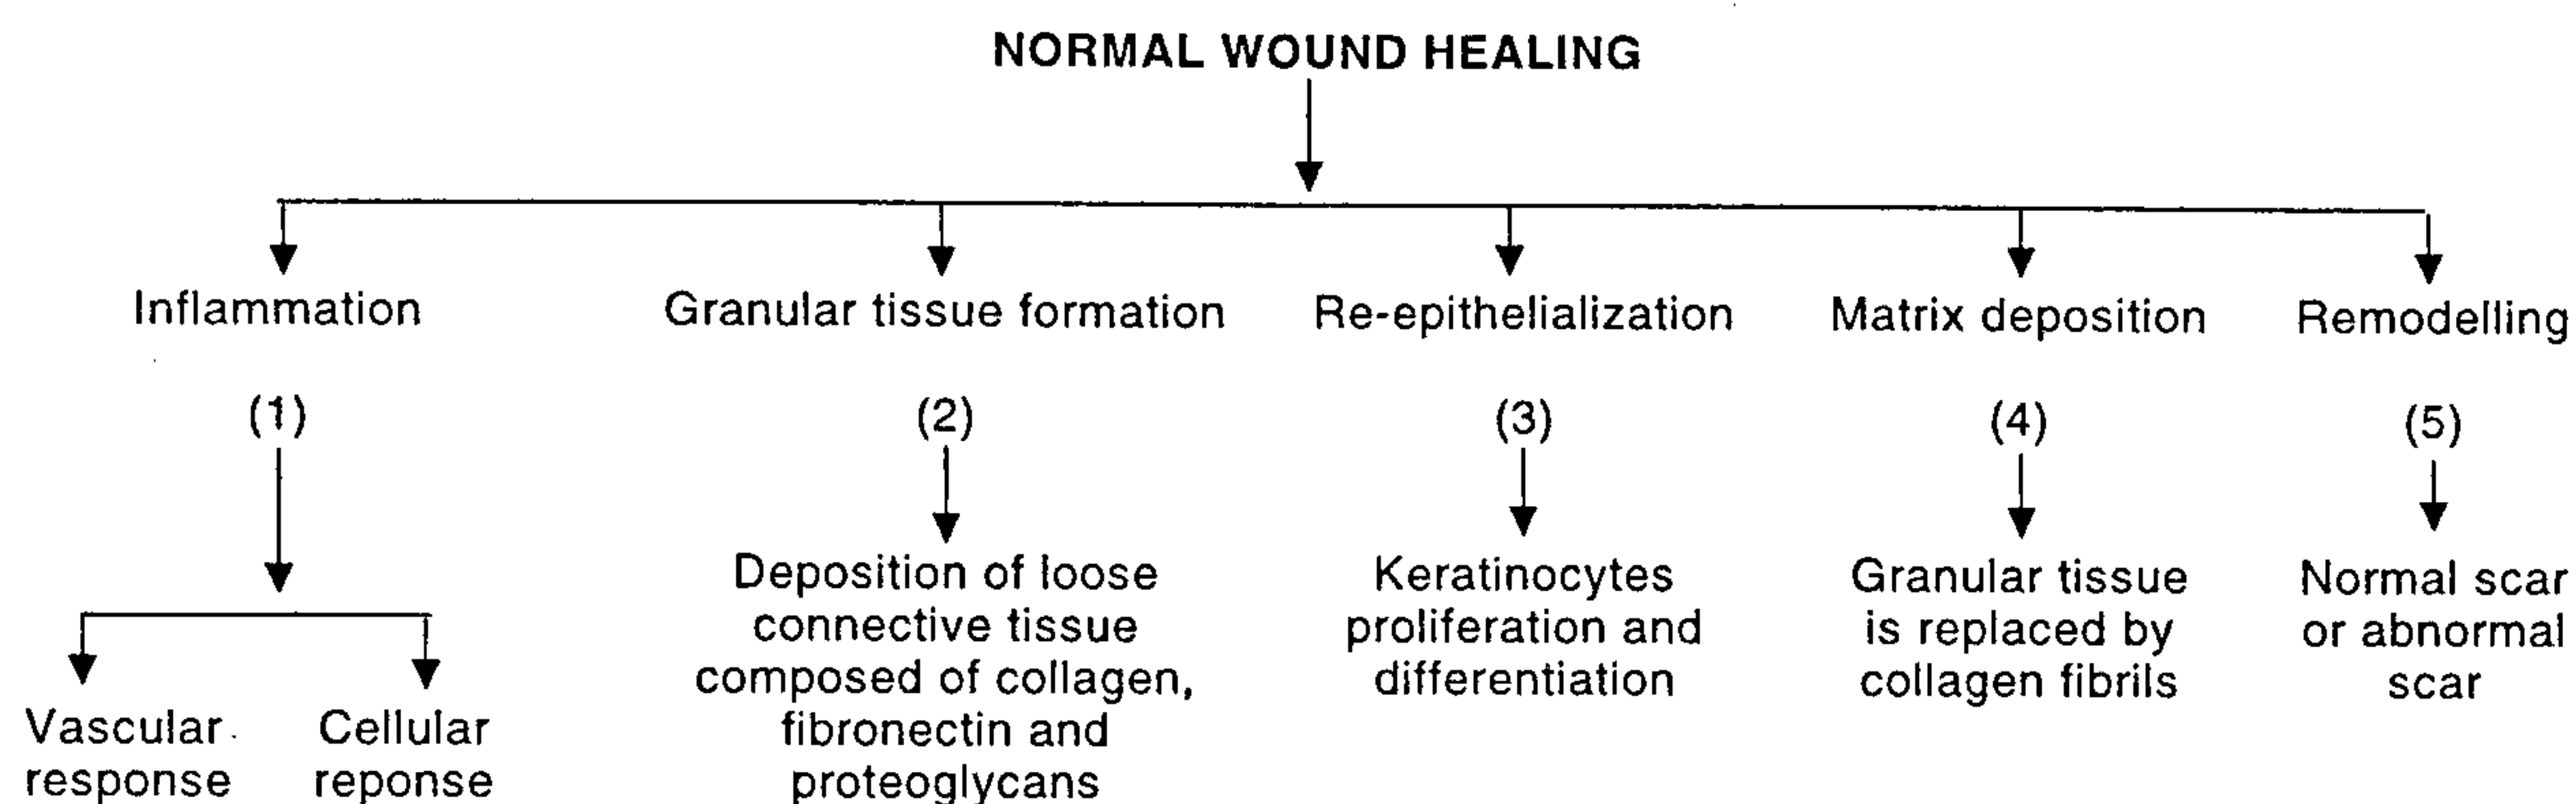 NORMAL WOUND HEALING
Inflammation
Granular tissue formation
Re-epithelialization
Matrix deposition
Remodelling
(1)
(2)
(3)
(4)
(5)
Vascular
response
Cellular
reponse
Deposition of loose
connective tissue
composed of collagen,
fibronectin and
proteoglycans
Keratinocytes
proliferation and
differentiation
Granular tissue
is replaced by
collagen fibrils
Normal scar
or abnormal
scar